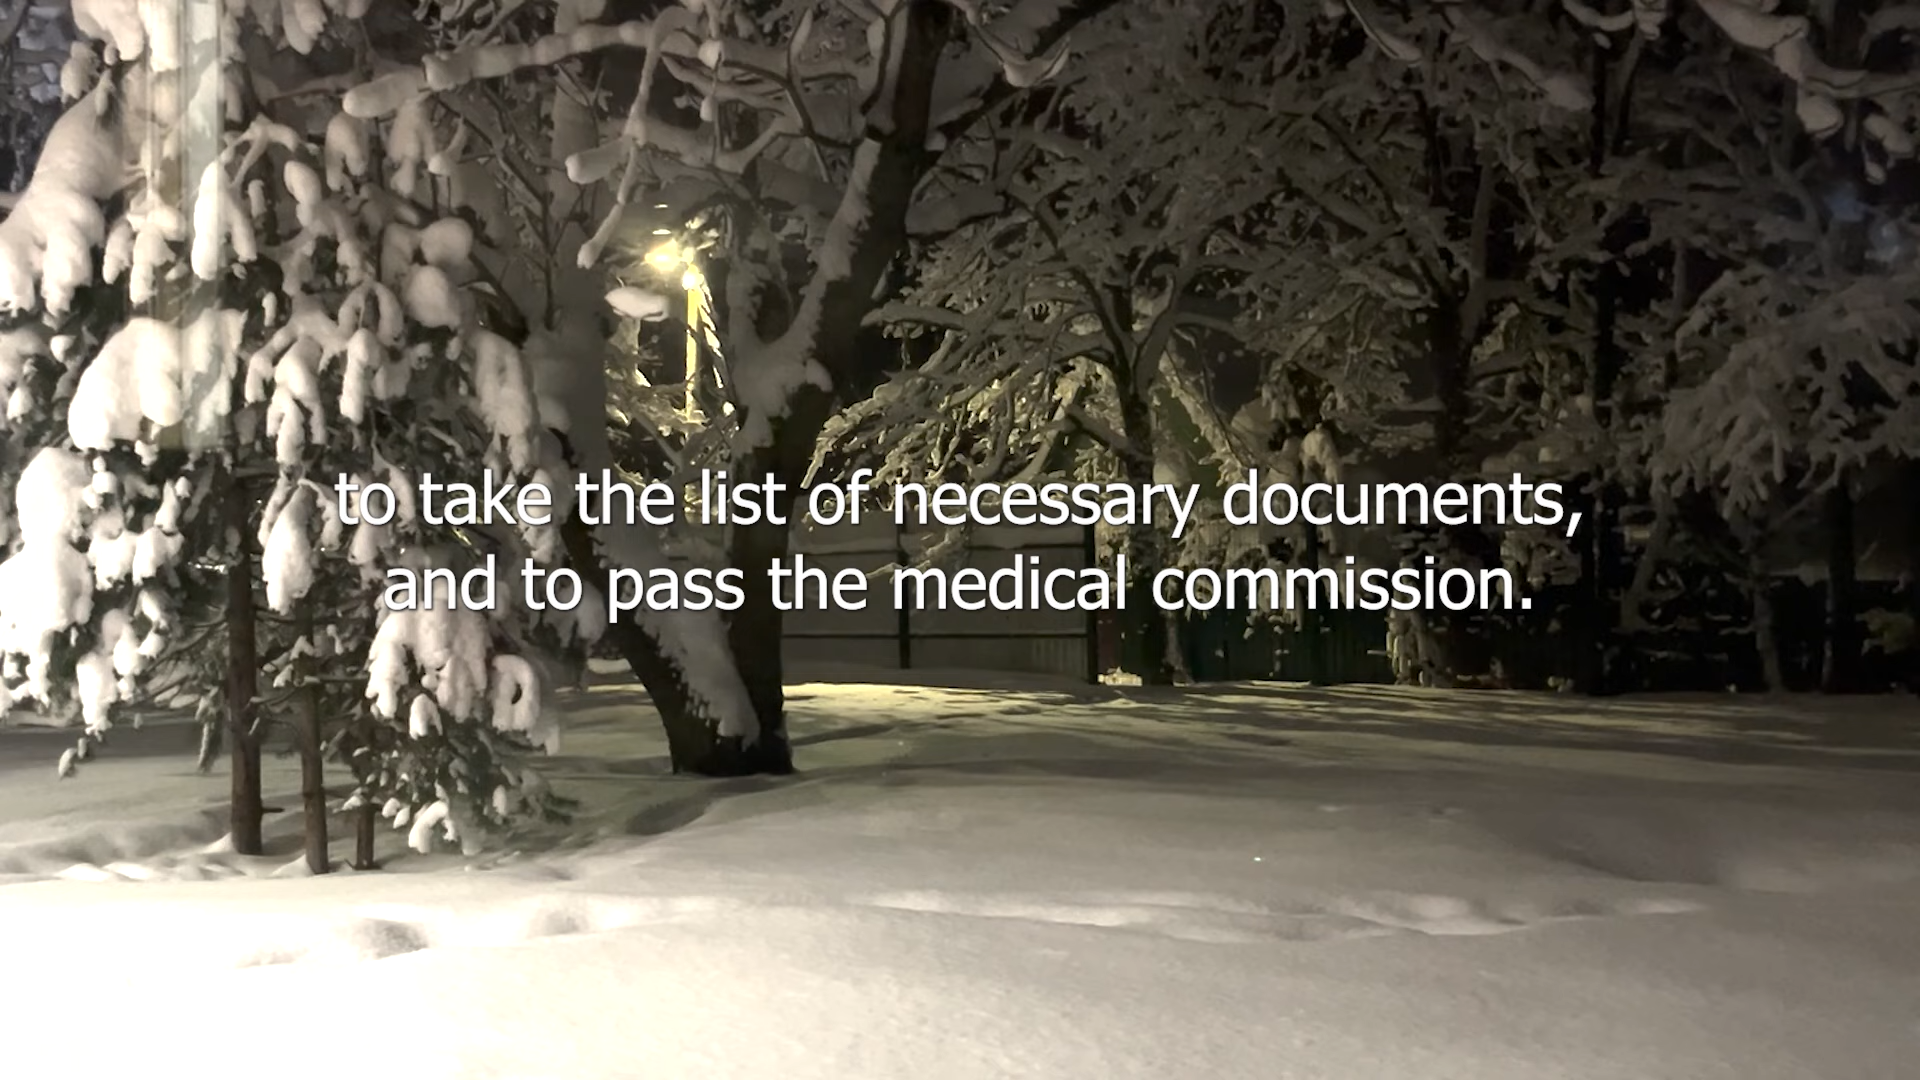 to take the list of necessary documents,
and to pass the medical commission.